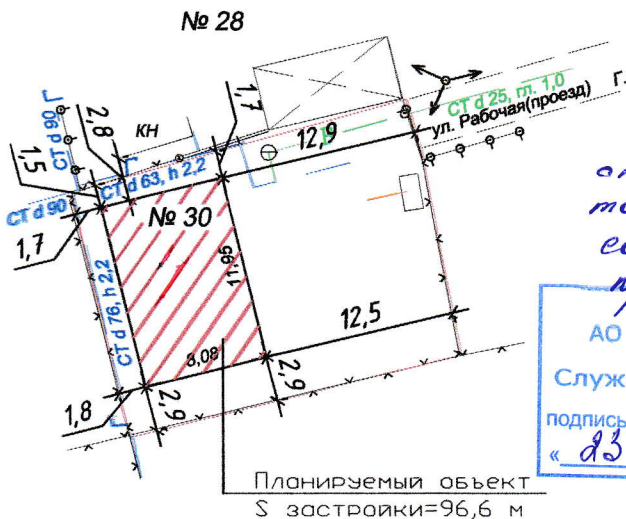 № 28
СТ d 90
Г
2,8
КН
1,7
12,9
СТ d 25, гл. 1,0
ул. Рабочая(проезд)
Г.
1,5
СТ d 63, h 2,2
СТ d 90
№ 30
1,7
11,95
СТ d 76, h 2,2
12,5
8,08
1,8
2,9
2,9
АО
Служ
подпись
« 23
Планируемый объект
S застройки=96,6 м